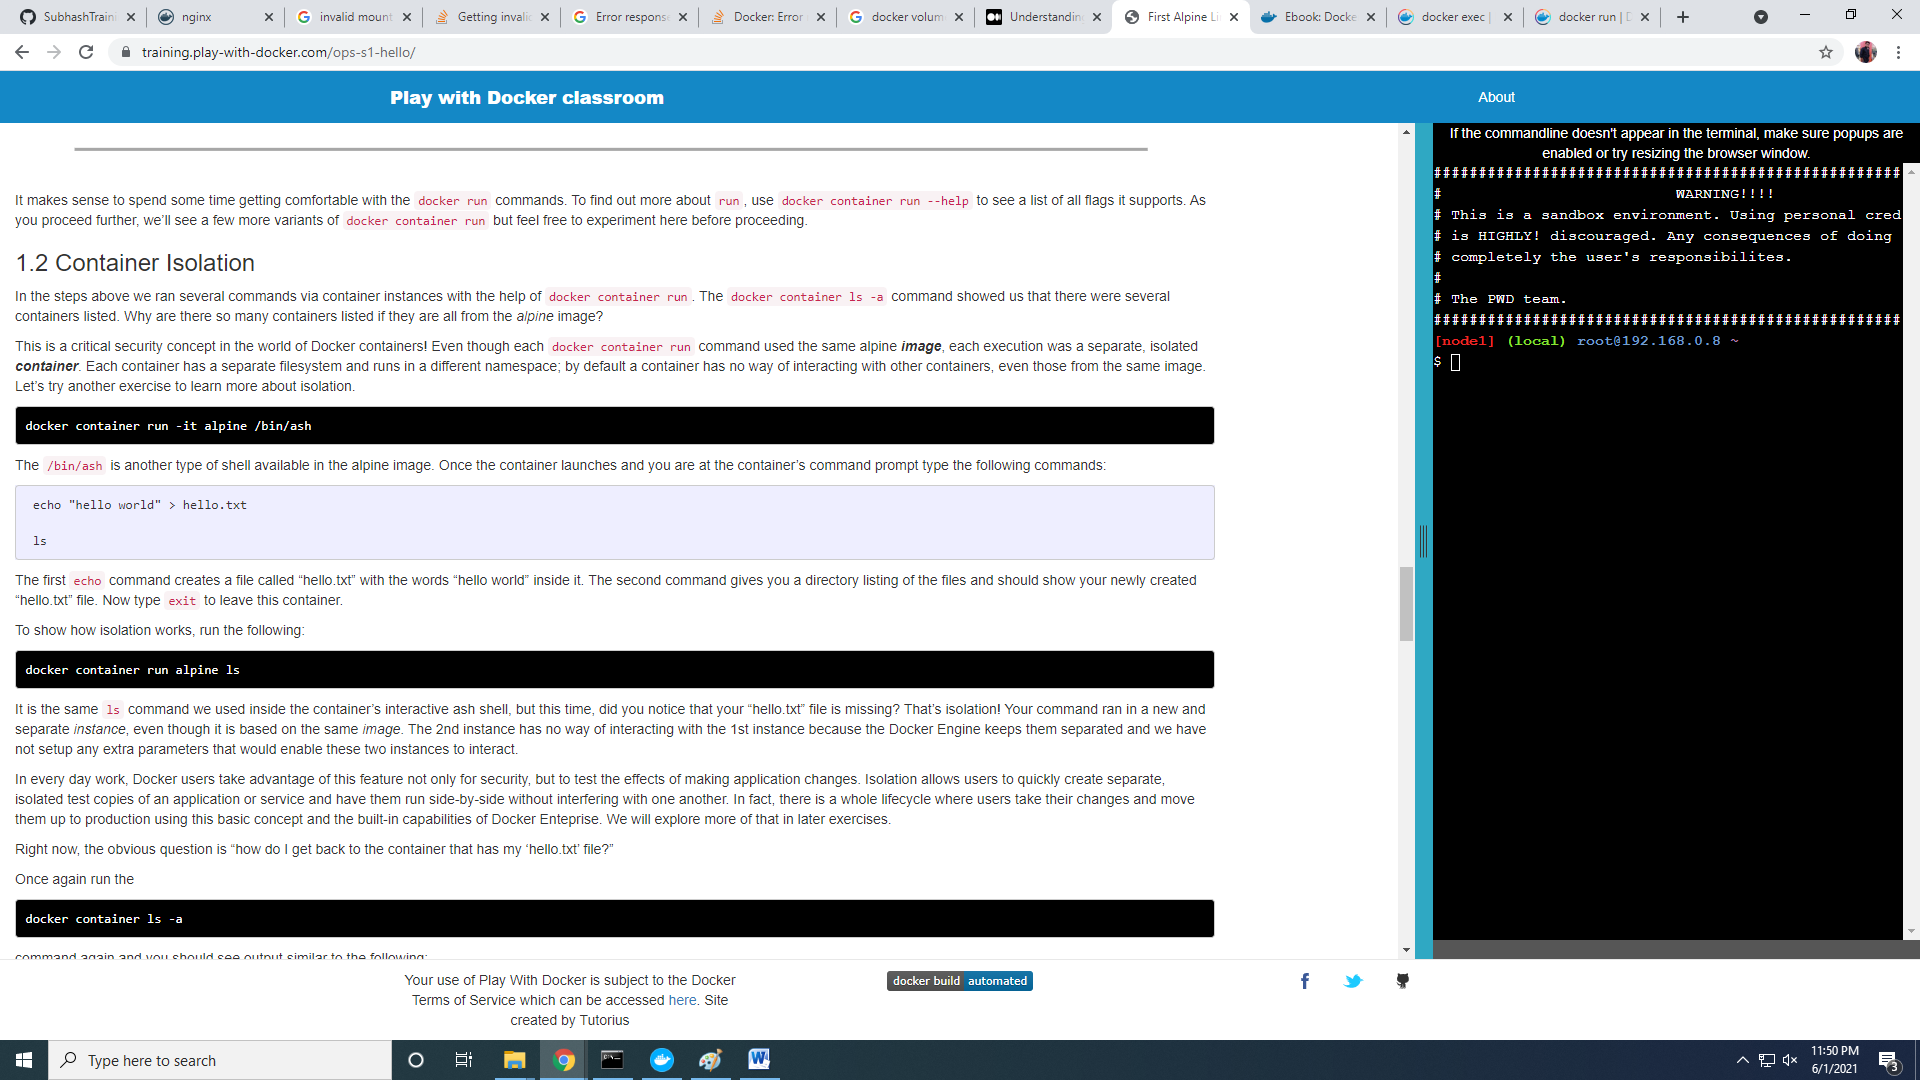 SubhashTraini
nginx
invalid mount
Getting invalid
Error response
Docker: Error
docker volum
Understanding
First Alpine Li
Ebook: Docke
docker exec |
docker run | D
training.play-with-docker.com/ops-s1-hello/
Play with Docker classroom
About
It makes sense to spend some time getting comfortable with the docker run commands. To find out more about run , use docker container run --help to see a list of all flags it supports. As
you proceed further, we’ll see a few more variants of docker container run but feel free to experiment here before proceeding.
1.2 Container Isolation
In the steps above we ran several commands via container instances with the help of docker container run . The docker container ls -a command showed us that there were several
containers listed. Why are there so many containers listed if they are all from the alpine image?
This is a critical security concept in the world of Docker containers! Even though each docker container run command used the same alpine image, each execution was a separate, isolated
container. Each container has a separate filesystem and runs in a different namespace; by default a container has no way of interacting with other containers, even those from the same image.
Let’s try another exercise to learn more about isolation.
docker container run -it alpine /bin/ash
The /bin/ash is another type of shell available in the alpine image. Once the container launches and you are at the container’s command prompt type the following commands:
echo "hello world" > hello.txt
ls
The first echo command creates a file called “hello.txt” with the words “hello world” inside it. The second command gives you a directory listing of the files and should show your newly created
“hello.txt” file. Now type exit to leave this container.
To show how isolation works, run the following:
docker container run alpine ls
It is the same ls command we used inside the container’s interactive ash shell, but this time, did you notice that your “hello.txt” file is missing? That’s isolation! Your command ran in a new and
separate instance, even though it is based on the same image. The 2nd instance has no way of interacting with the 1st instance because the Docker Engine keeps them separated and we have
not setup any extra parameters that would enable these two instances to interact.
In every day work, Docker users take advantage of this feature not only for security, but to test the effects of making application changes. Isolation allows users to quickly create separate,
isolated test copies of an application or service and have them run side-by-side without interfering with one another. In fact, there is a whole lifecycle where users take their changes and move
them up to production using this basic concept and the built-in capabilities of Docker Enteprise. We will explore more of that in later exercises.
Right now, the obvious question is “how do I get back to the container that has my ‘hello.txt’ file?”
Once again run the
docker container ls -a
command again and you should see output similar to the following:
If the commandline doesn't appear in the terminal, make sure popups are
enabled or try resizing the browser window.
####################################################
# WARNING!!!!
# This is a sandbox environment. Using personal cred
# is HIGHLY! discouraged. Any consequences of doing
# completely the user's responsibilites.
#
# The PWD team.
####################################################
[node1] (local) root@192.168.0.8 ~
$
Your use of Play With Docker is subject to the Docker
Terms of Service which can be accessed here. Site
created by Tutorius
docker build automated
Type here to search
11:50 PM
6/1/2021
3